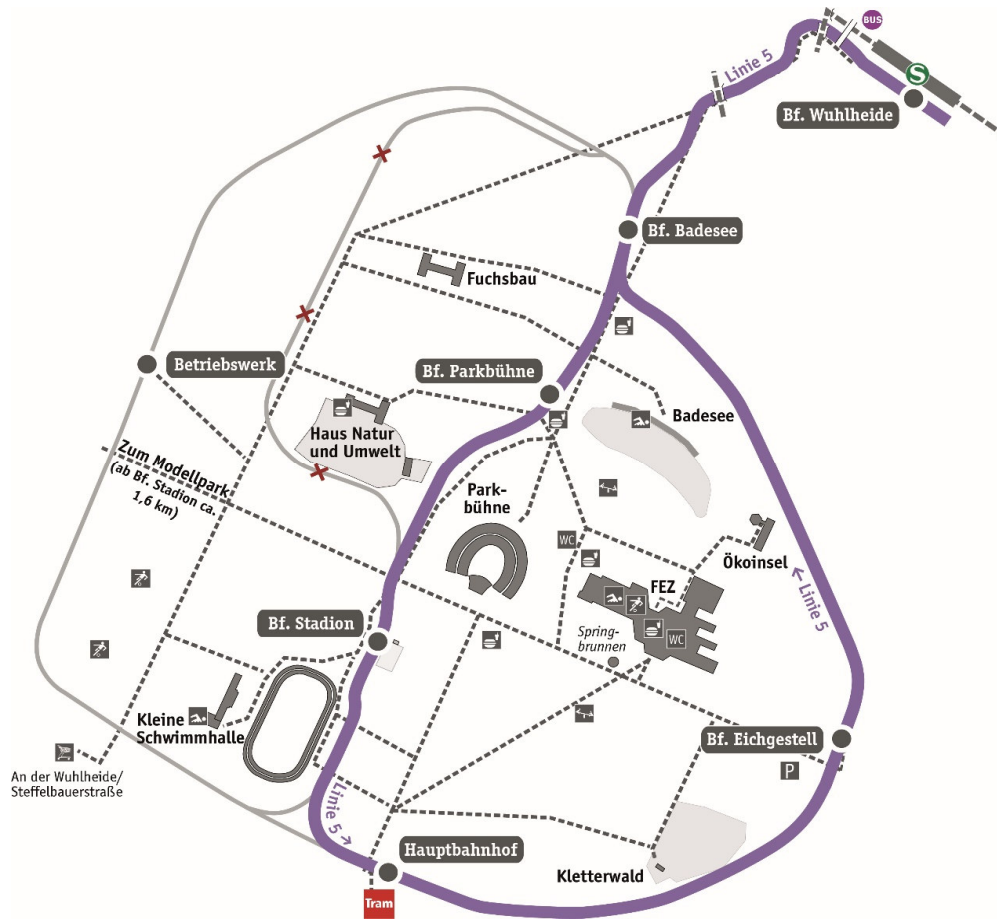 BUS
Linie 5
S
Bf. Wuhlheide
Bf. Badesee
Fuchsbau
Betriebswerk
Bf. Parkbühne
Badesee
Haus Natur
und Umwelt
Zum Modellpark
(ab Bf. Stadion ca.
1,6 km)
Park-
bühne
WC
Ökoinsel
FEZ
Linie 5
Bf. Stadion
Spring-
brunnen
WC
Kleine
Schwimmhalle
Bf. Eichgestell
P
An der Wuhlheide/
Steffelbauerstraße
Linie 5
Hauptbahnhof
Kletterwald
Tram